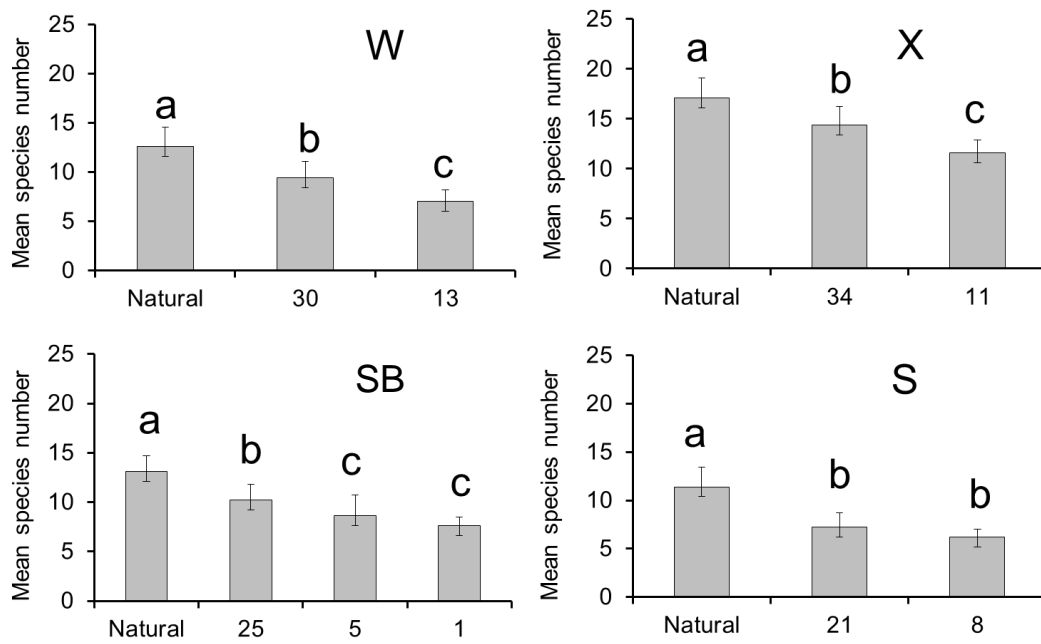 Mean species number
25
20
15
10
5
0
W
a
b
c
Natural 30 13
Mean species number
25
20
15
10
5
0
X
a
b
c
Natural 34 11
Mean species number
25
20
15
10
5
0
SB
a
b
c
c
Natural 25 5 1
Mean species number
25
20
15
10
5
0
S
a
b
b
Natural 21 8